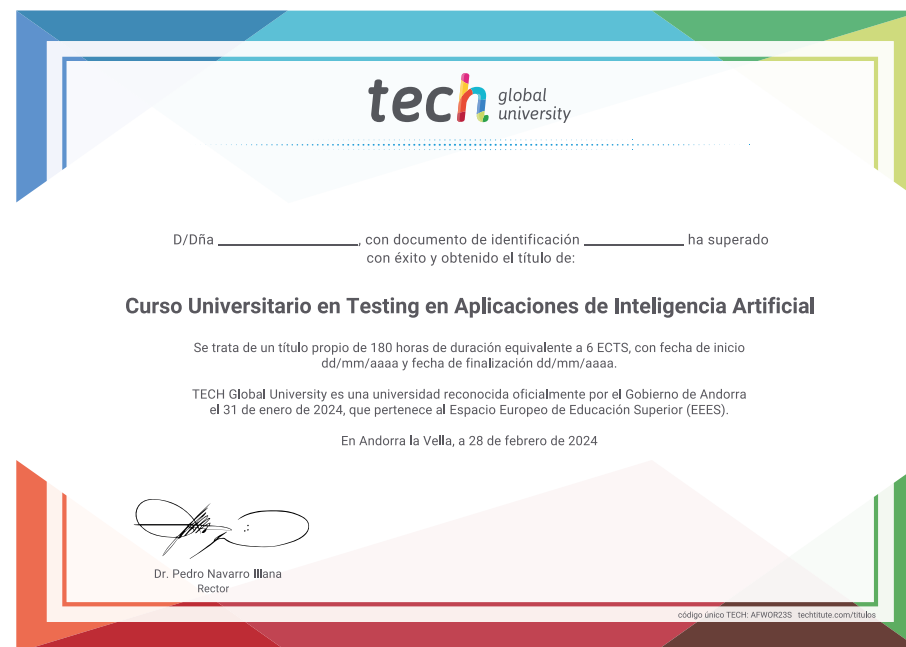 tech global university
D/Dña ______________, con documento de identificación __________ ha superado
con éxito y obtenido el título de:
Curso Universitario en Testing en Aplicaciones de Inteligencia Artificial
Se trata de un título propio de 180 horas de duración equivalente a 6 ECTS, con fecha de inicio
dd/mm/aaaa y fecha de finalización dd/mm/aaaa.
TECH Global University es una universidad reconocida oficialmente por el Gobierno de Andorra
el 31 de enero de 2024, que pertenece al Espacio Europeo de Educación Superior (EEES).
En Andorra la Vella, a 28 de febrero de 2024
Dr. Pedro Navarro Illana
Rector
código único TECH: AFWOR23S techtitute.com/titulos